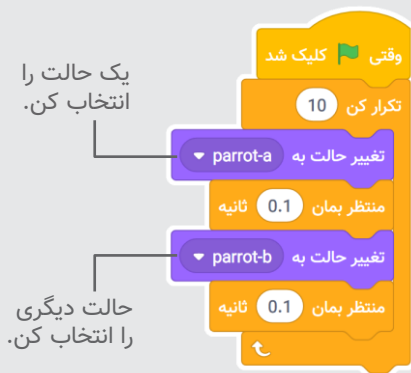 وقتی کلیک شد
تکرار کن 10
تغییر حالت به parrot-a
منتظر بمان 0.1 ثانیه
تغییر حالت به parrot-b
منتظر بمان 0.1 ثانیه
یک حالت را
انتخاب کن.
حالت دیگری
را انتخاب کن.